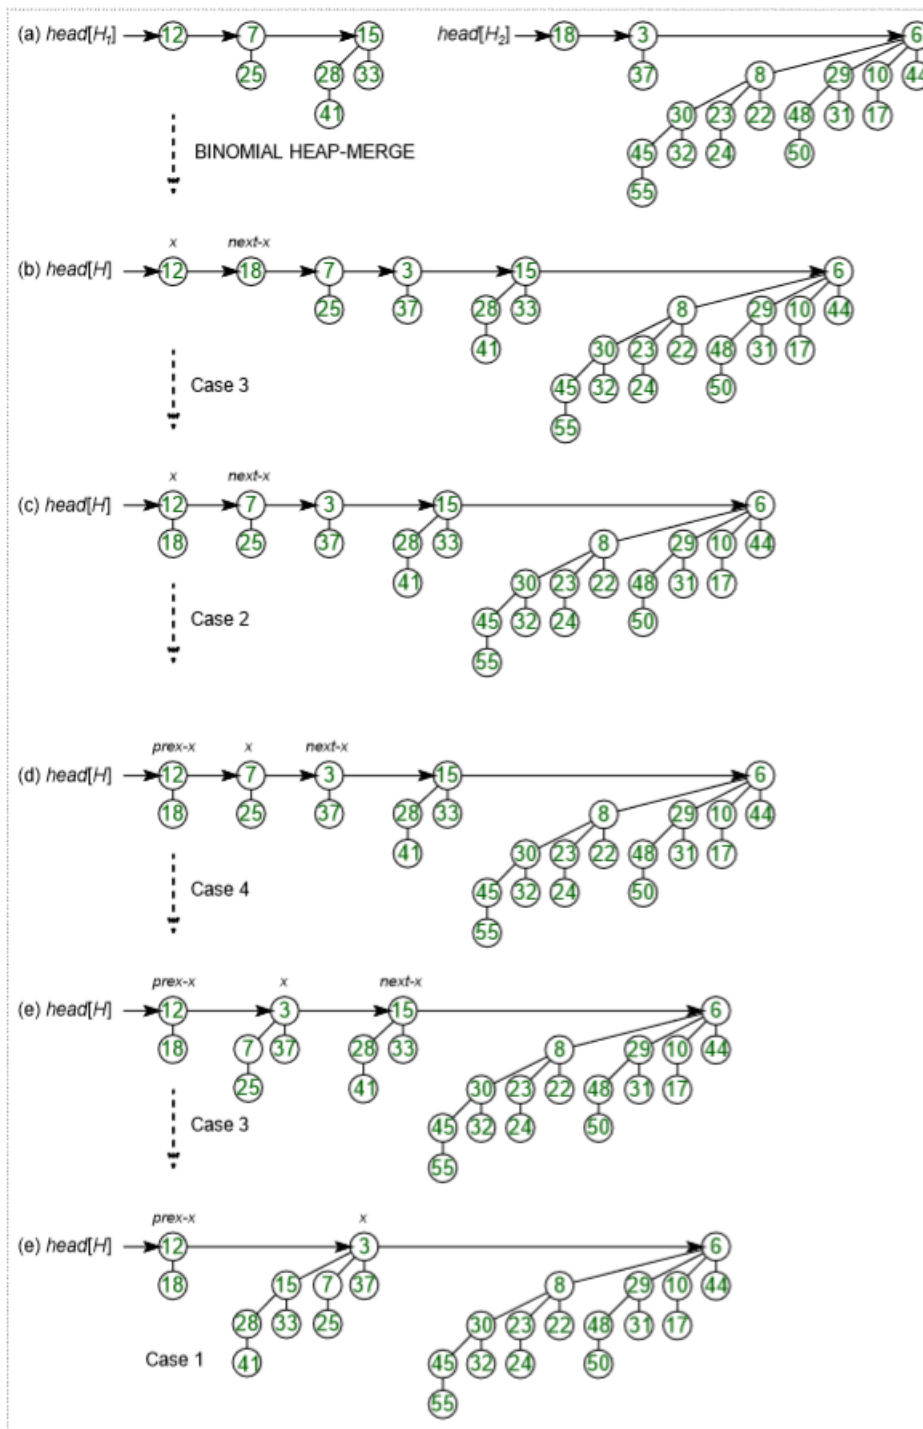 (a) head[H1] 12 7 15 head[H2] 18 3 6
25 28 33 37 8 29 10 44
41 30 23 22 48 31 17
BINOMIAL HEAP-MERGE 45 32 24 50
55
x next-x
(b) head[H] 12 18 7 3 15 6
25 37 28 33 8 29 10 44
41 30 23 22 48 31 17
Case 3 45 32 24 50
55
x next-x
(c) head[H] 12 7 3 15 6
18 25 37 28 33 8 29 10 44
41 30 23 22 48 31 17
Case 2 45 32 24 50
55
prex-x x next-x
(d) head[H] 12 7 3 15 6
18 25 37 28 33 8 29 10 44
41 30 23 22 48 31 17
Case 4 45 32 24 50
55
prex-x x next-x
(e) head[H] 12 3 15 6
18 7 37 28 33 8 29 10 44
25 41 30 23 22 48 31 17
Case 3 45 32 24 50
55
prex-x x
(e) head[H] 12 3 6
18 15 7 37 8 29 10 44
28 33 25 30 23 22 48 31 17
Case 1 41 45 32 24 50
55